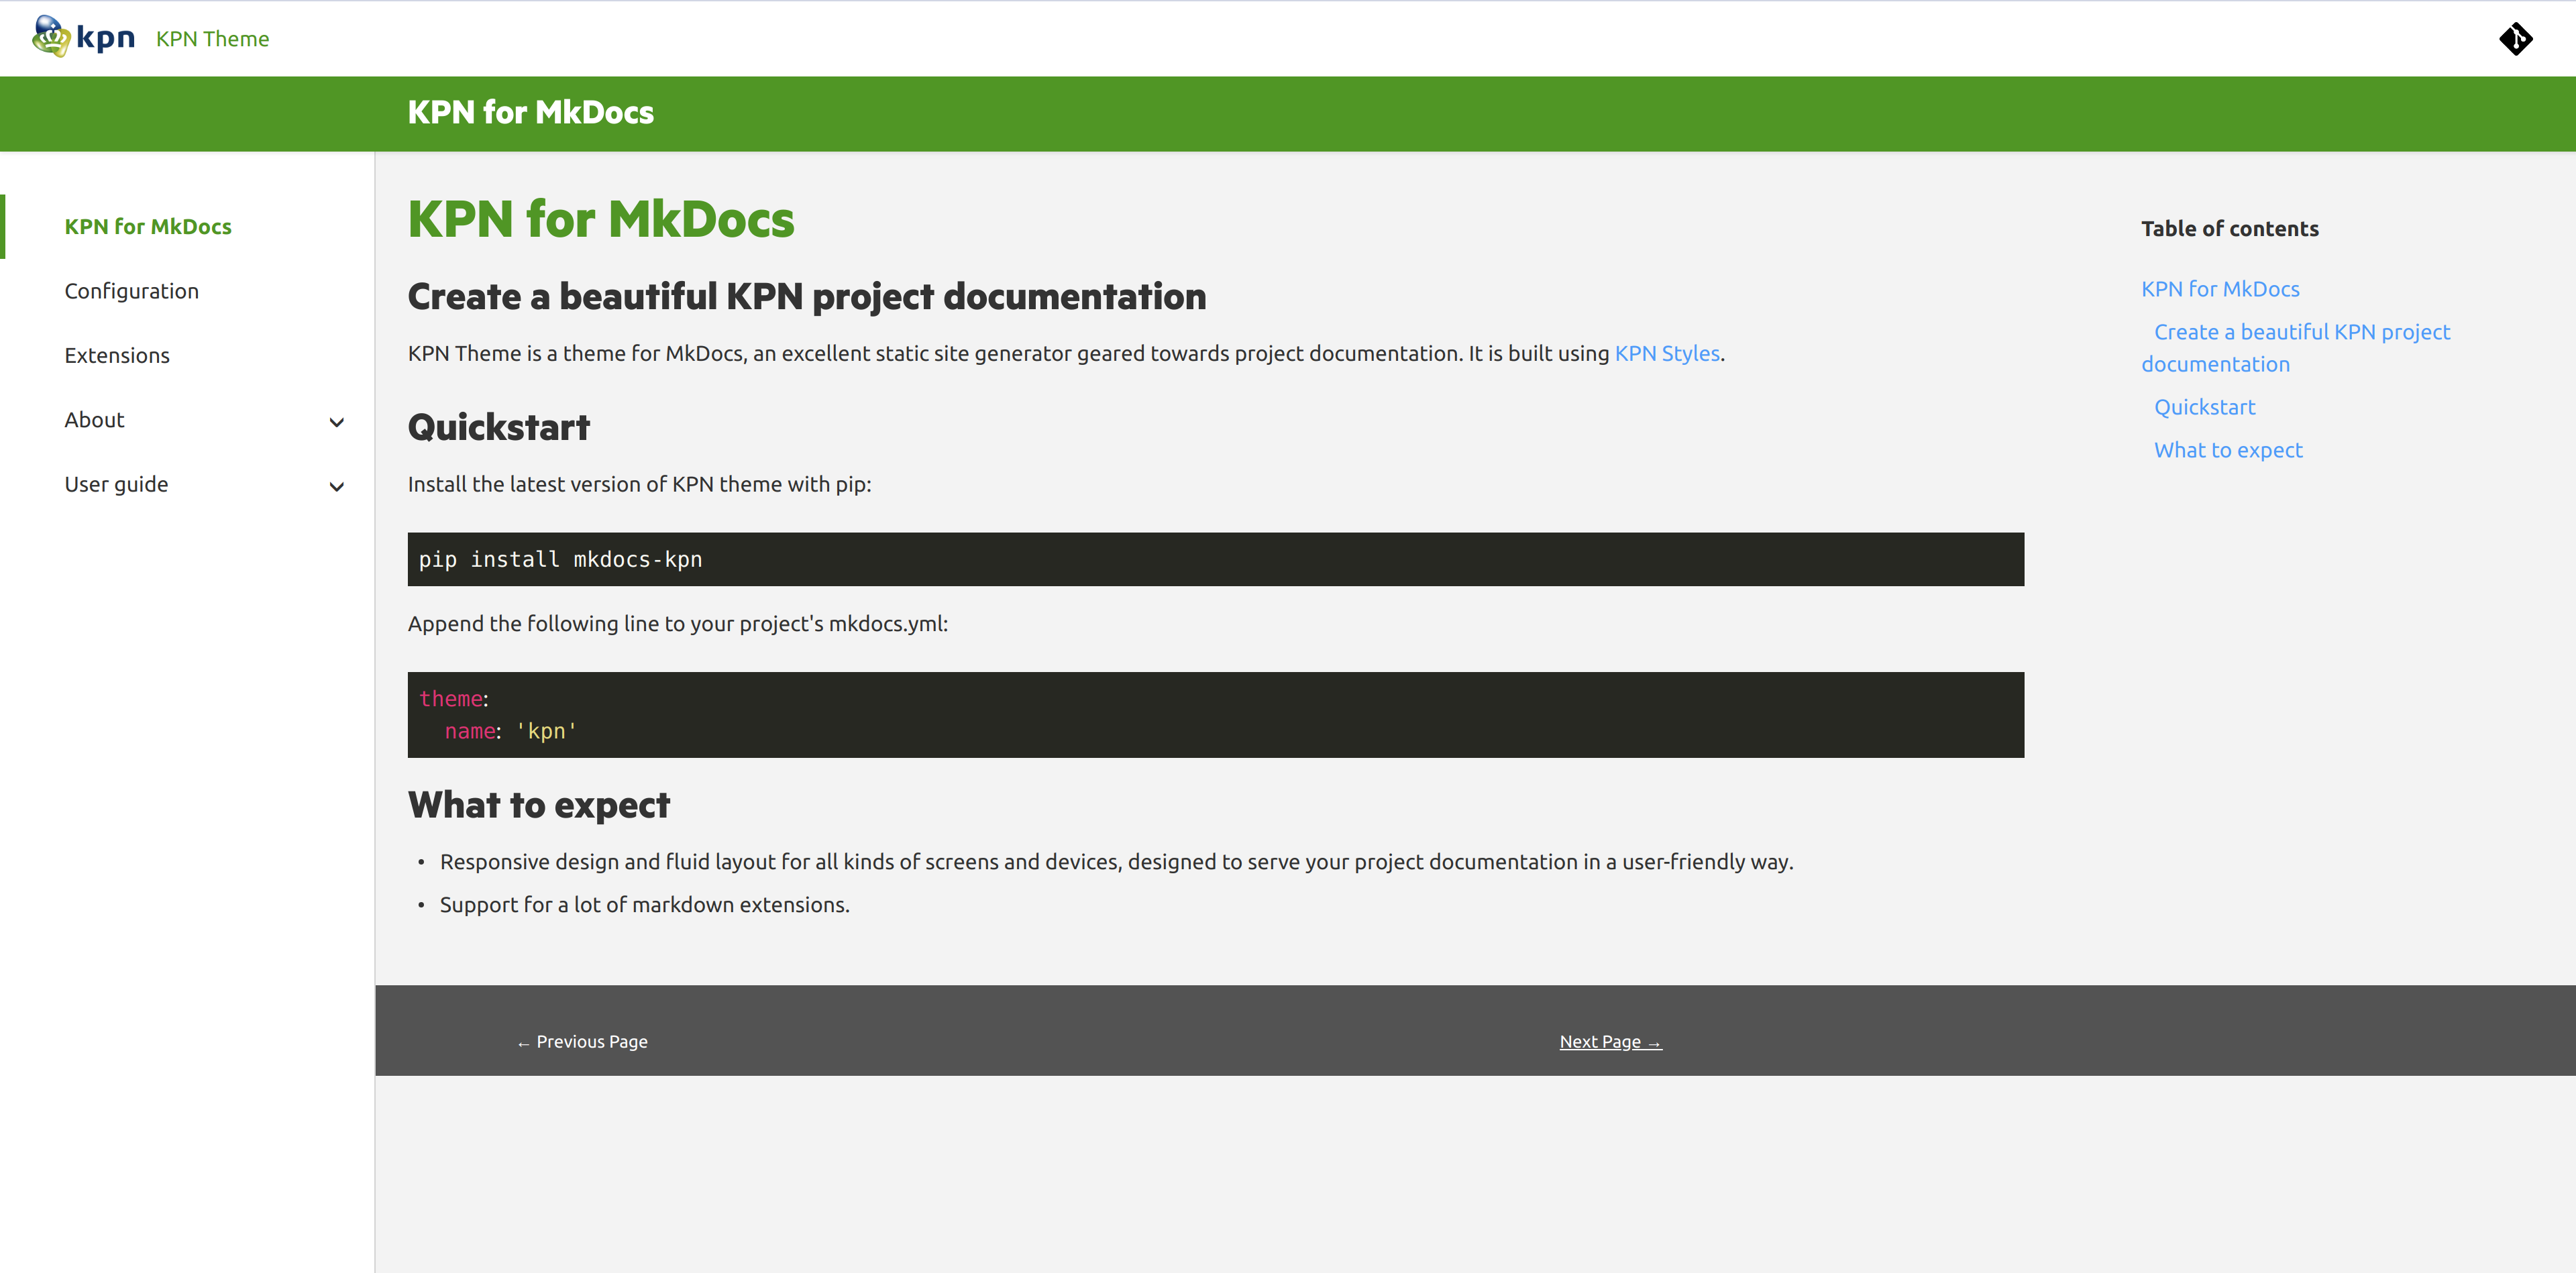 kpn KPN Theme
KPN for MkDocs
KPN for MkDocs
Configuration
Extensions
About
User guide
KPN for MkDocs
Create a beautiful KPN project documentation
KPN Theme is a theme for MkDocs, an excellent static site generator geared towards project documentation. It is built using KPN Styles.
Quickstart
Install the latest version of KPN theme with pip:
pip install mkdocs-kpn
Append the following line to your project's mkdocs.yml:
theme:
  name: 'kpn'
What to expect
• Responsive design and fluid layout for all kinds of screens and devices, designed to serve your project documentation in a user-friendly way.
• Support for a lot of markdown extensions.
Table of contents
KPN for MkDocs
Create a beautiful KPN project
documentation
Quickstart
What to expect
← Previous Page
Next Page →